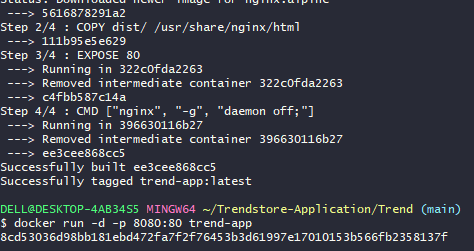 Status: Downloaded newer image for nginx:alpine
 ---> 5616878291a2
Step 2/4 : COPY dist/ /usr/share/nginx/html
 ---> 111b95e5e629
Step 3/4 : EXPOSE 80
 ---> Running in 322c0fda2263
 ---> Removed intermediate container 322c0fda2263
 ---> c4fbb587c14a
Step 4/4 : CMD ["nginx", "-g", "daemon off;"]
 ---> Running in 396630116b27
 ---> Removed intermediate container 396630116b27
 ---> ee3cee868cc5
Successfully built ee3cee868cc5
Successfully tagged trend-app:latest
DELL@DESKTOP-4AB34S5 MINGW64 ~/Trendstore-Application/Trend (main)
$ docker run -d -p 8080:80 trend-app
8cd53036d98bb181ebd472fa7f2f76453b3d61997e17010153b566fb2358137f